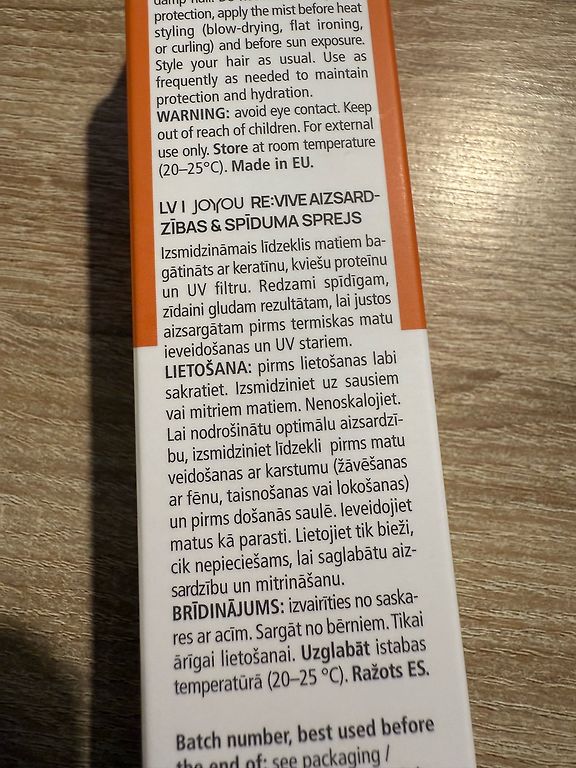 damp hair.
protection, apply the mist before heat
styling (blow-drying, flat ironing,
or curling) and before sun exposure.
Style your hair as usual. Use as
frequently as needed to maintain
protection and hydration.
WARNING: avoid eye contact. Keep
out of reach of children. For external
use only. Store at room temperature
(20–25°C). Made in EU.
LV I JOYYOU RE:VIVE AIZSARD-
ZĪBAS & SPĪDUMA SPREJS
Izsmidzināmais līdzeklis matiem ba-
gātināts ar keratīnu, kviešu proteīnu
un UV filtru. Redzami spīdīgam,
zīdaini gludam rezultātam, lai justos
aizsargātam pirms termiskas matu
ieveidošanas un UV stariem.
LIETOŠANA: pirms lietošanas labi
sakratiet. Izsmidziniet uz sausiem
vai mitriem matiem. Nenoskalojiet.
Lai nodrošinātu optimālu aizsardzī-
bu, izsmidziniet līdzekli pirms matu
veidošanas ar karstumu (žāvēšanas
ar fēnu, taisnošanas vai lokošanas)
un pirms došanās saulē. Ieveidojiet
matus kā parasti. Lietojiet tik bieži,
cik nepieciešams, lai saglabātu aiz-
sardzību un mitrināšanu.
BRĪDINĀJUMS: izvairīties no saska-
res ar acīm. Sargāt no bērniem. Tikai
ārīgai lietošanai. Uzglabāt istabas
temperatūrā (20–25 °C). Ražots ES.
Batch number, best used before
the end of: see packaging /